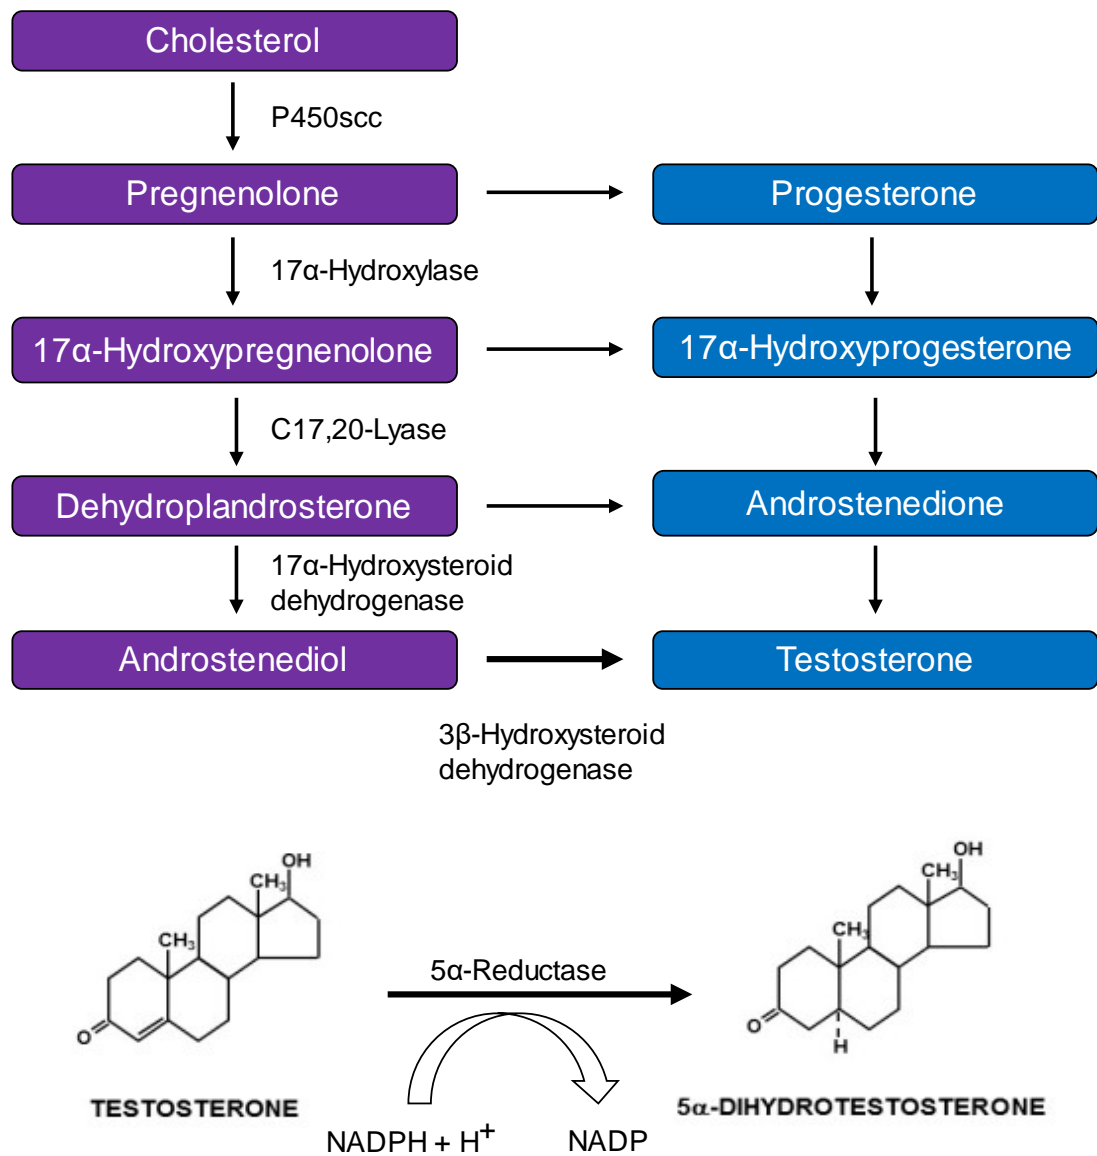 Cholesterol
P450scc
Pregnenolone
Progesterone
17α-Hydroxylase
17α-Hydroxypregnenolone
17α-Hydroxyprogesterone
C17,20-Lyase
Dehydroplandrosterone
Androstenedione
17α-Hydroxysteroid
dehydrogenase
Androstenediol
Testosterone
3β-Hydroxysteroid
dehydrogenase
OH
CH₃
CH₃
O
OH
CH₃
CH₃
O
H
5α-Reductase
TESTOSTERONE
5α-DIHYDROTESTOSTERONE
NADPH + H⁺
NADP